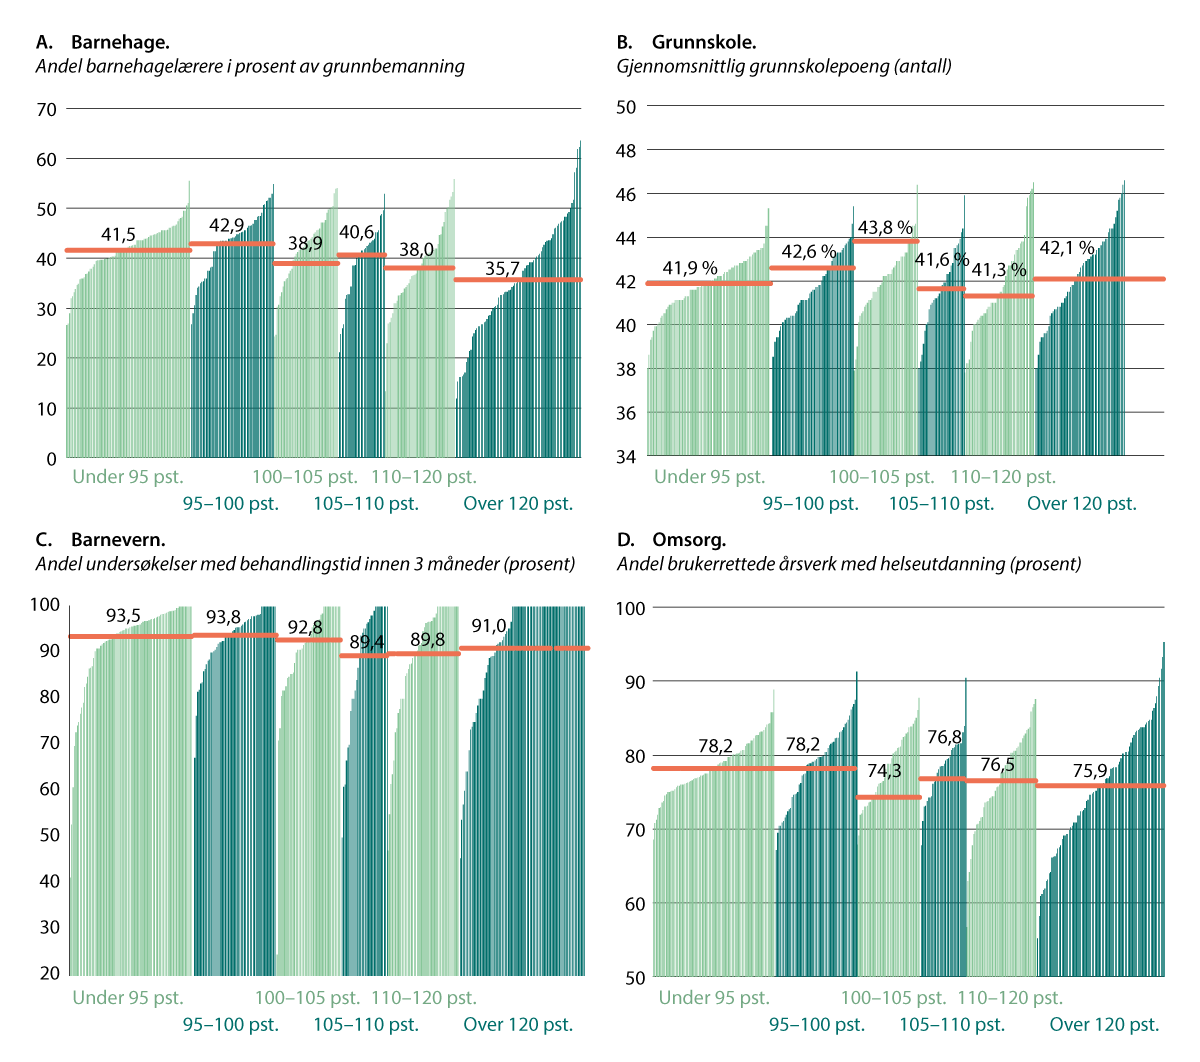 A. Barnehage.
Andel barnehagelærere i prosent av grunnbemanning
70
60
50
40
30
20
10
0
41,5
42,9
38,9
40,6
38,0
35,7
Under 95 pst.
100–105 pst.
110–120 pst.
95–100 pst.
105–110 pst.
Over 120 pst.
B. Grunnskole.
Gjennomsnittlig grunnskolepoeng (antall)
50
48
46
44
42
40
38
36
34
41,9 %
42,6 %
43,8 %
41,6 %
41,3 %
42,1 %
Under 95 pst.
100–105 pst.
110–120 pst.
95–100 pst.
105–110 pst.
Over 120 pst.
C. Barnevern.
Andel undersøkelser med behandlingstid innen 3 måneder (prosent)
100
90
80
70
60
50
40
30
20
93,5
93,8
92,8
89,4
89,8
91,0
Under 95 pst.
100–105 pst.
110–120 pst.
95–100 pst.
105–110 pst.
Over 120 pst.
D. Omsorg.
Andel brukerrettede årsverk med helseutdanning (prosent)
100
90
80
70
60
50
78,2
78,2
74,3
76,8
76,5
75,9
Under 95 pst.
100–105 pst.
110–120 pst.
95–100 pst.
105–110 pst.
Over 120 pst.